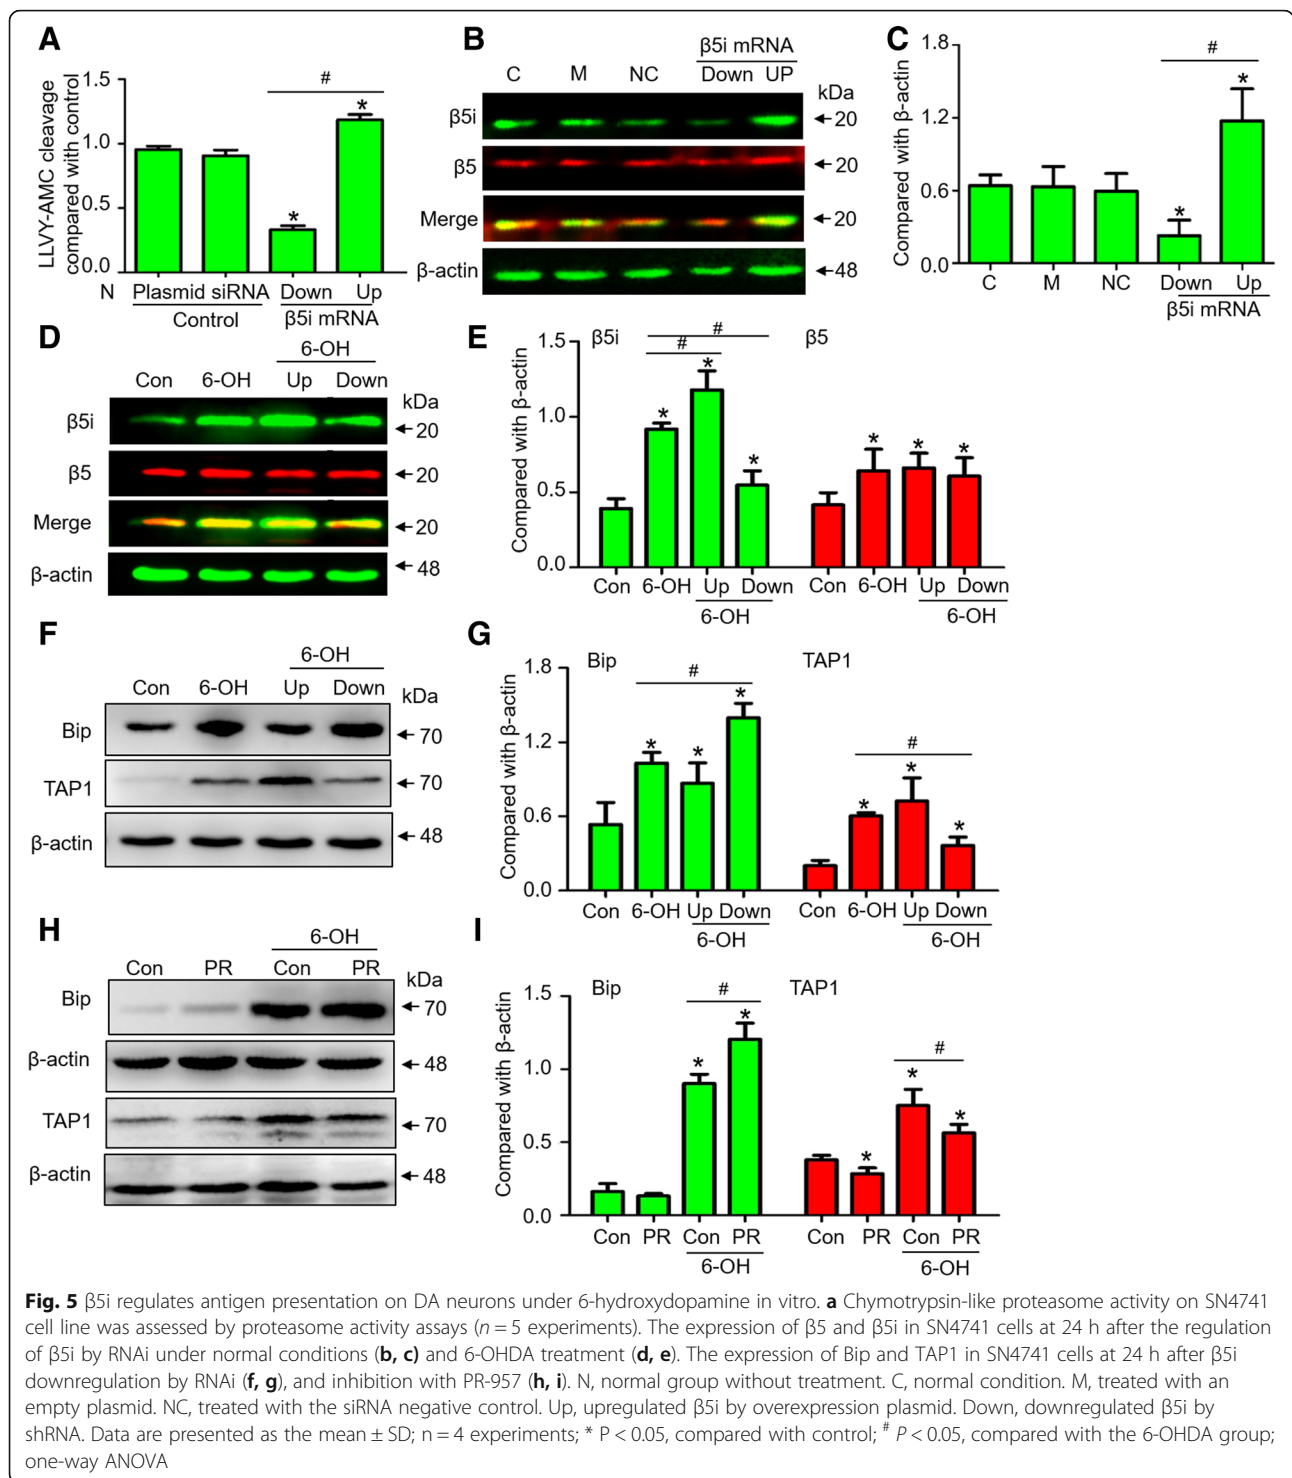 A
LLVY-AMC cleavage
compared with control
1.5
1.0
0.5
0.0
#
*
*
N Plasmid siRNA Down Up
Control β5i mRNA
B
β5i mRNA
C M NC Down UP
kDa
β5i 20
β5 20
Merge 20
β-actin 48
C
Compared with β-actin
1.8
1.2
0.6
0.0
#
*
*
C M NC Down Up
β5i mRNA
D
6-OH
Con 6-OH Up Down
kDa
β5i 20
β5 20
Merge 20
β-actin 48
E
Compared with β-actin
1.5
1.0
0.5
0.0
β5i β5
#
#
* * * * * *
Con 6-OH Up Down Con 6-OH Up Down
6-OH 6-OH
F
6-OH
Con 6-OH Up Down
kDa
Bip 70
TAP1 70
β-actin 48
G
Compared with β-actin
1.8
1.2
0.6
0.0
Bip TAP1
# #
* * * * * *
Con 6-OH Up Down Con 6-OH Up Down
6-OH 6-OH
H
6-OH
Con PR Con PR
kDa
Bip 70
β-actin 48
TAP1 70
β-actin 48
I
Compared with β-actin
1.5
1.0
0.5
0.0
Bip TAP1
# #
* * * * *
Con PR Con PR Con PR Con PR
6-OH 6-OH
Fig. 5 β5i regulates antigen presentation on DA neurons under 6-hydroxydopamine in vitro. a Chymotrypsin-like proteasome activity on SN4741
cell line was assessed by proteasome activity assays (n = 5 experiments). The expression of β5 and β5i in SN4741 cells at 24 h after the regulation
of β5i by RNAi under normal conditions (b, c) and 6-OHDA treatment (d, e). The expression of Bip and TAP1 in SN4741 cells at 24 h after β5i
downregulation by RNAi (f, g), and inhibition with PR-957 (h, i). N, normal group without treatment. C, normal condition. M, treated with an
empty plasmid. NC, treated with the siRNA negative control. Up, upregulated β5i by overexpression plasmid. Down, downregulated β5i by
shRNA. Data are presented as the mean ± SD; n = 4 experiments; * P < 0.05, compared with control; # P < 0.05, compared with the 6-OHDA group;
one-way ANOVA